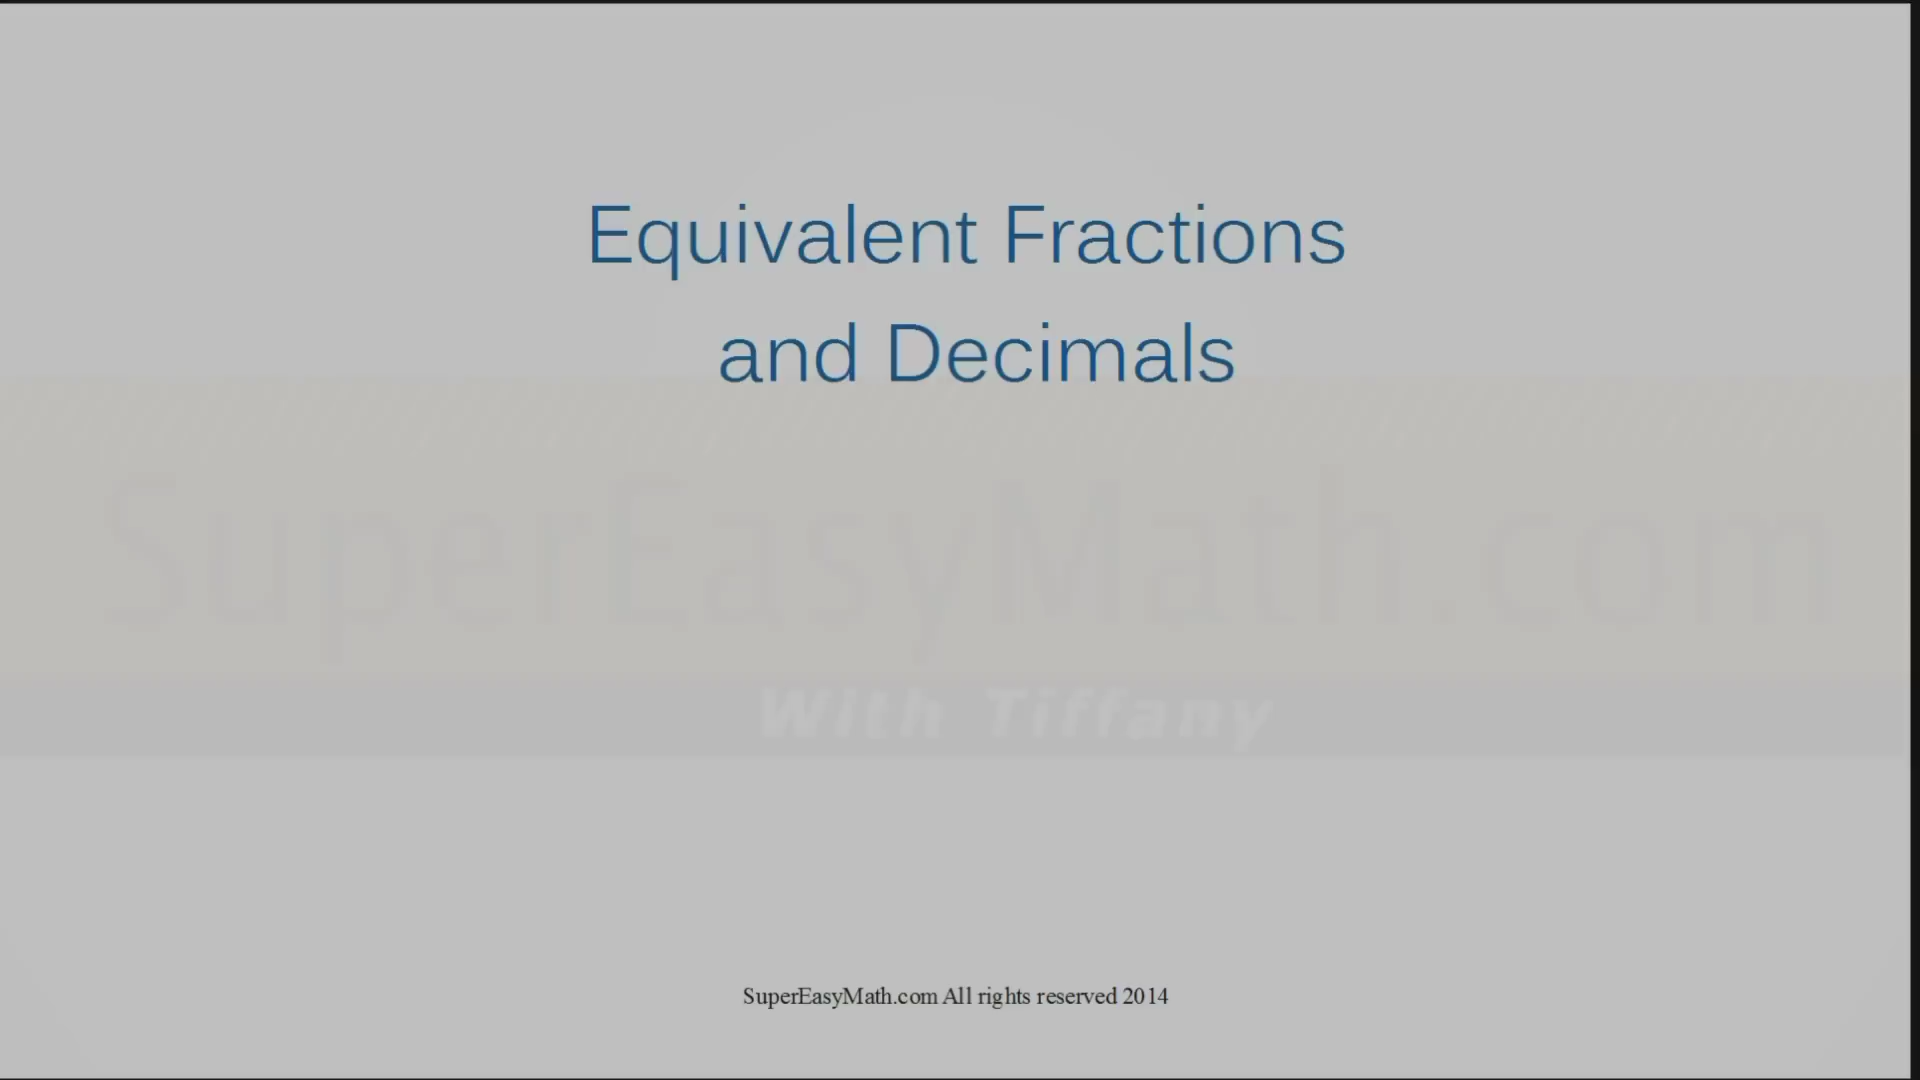 Equivalent Fractions
and Decimals
SuperEasyMath.com
With Tiffany
SuperEasyMath.com All rights reserved 2014